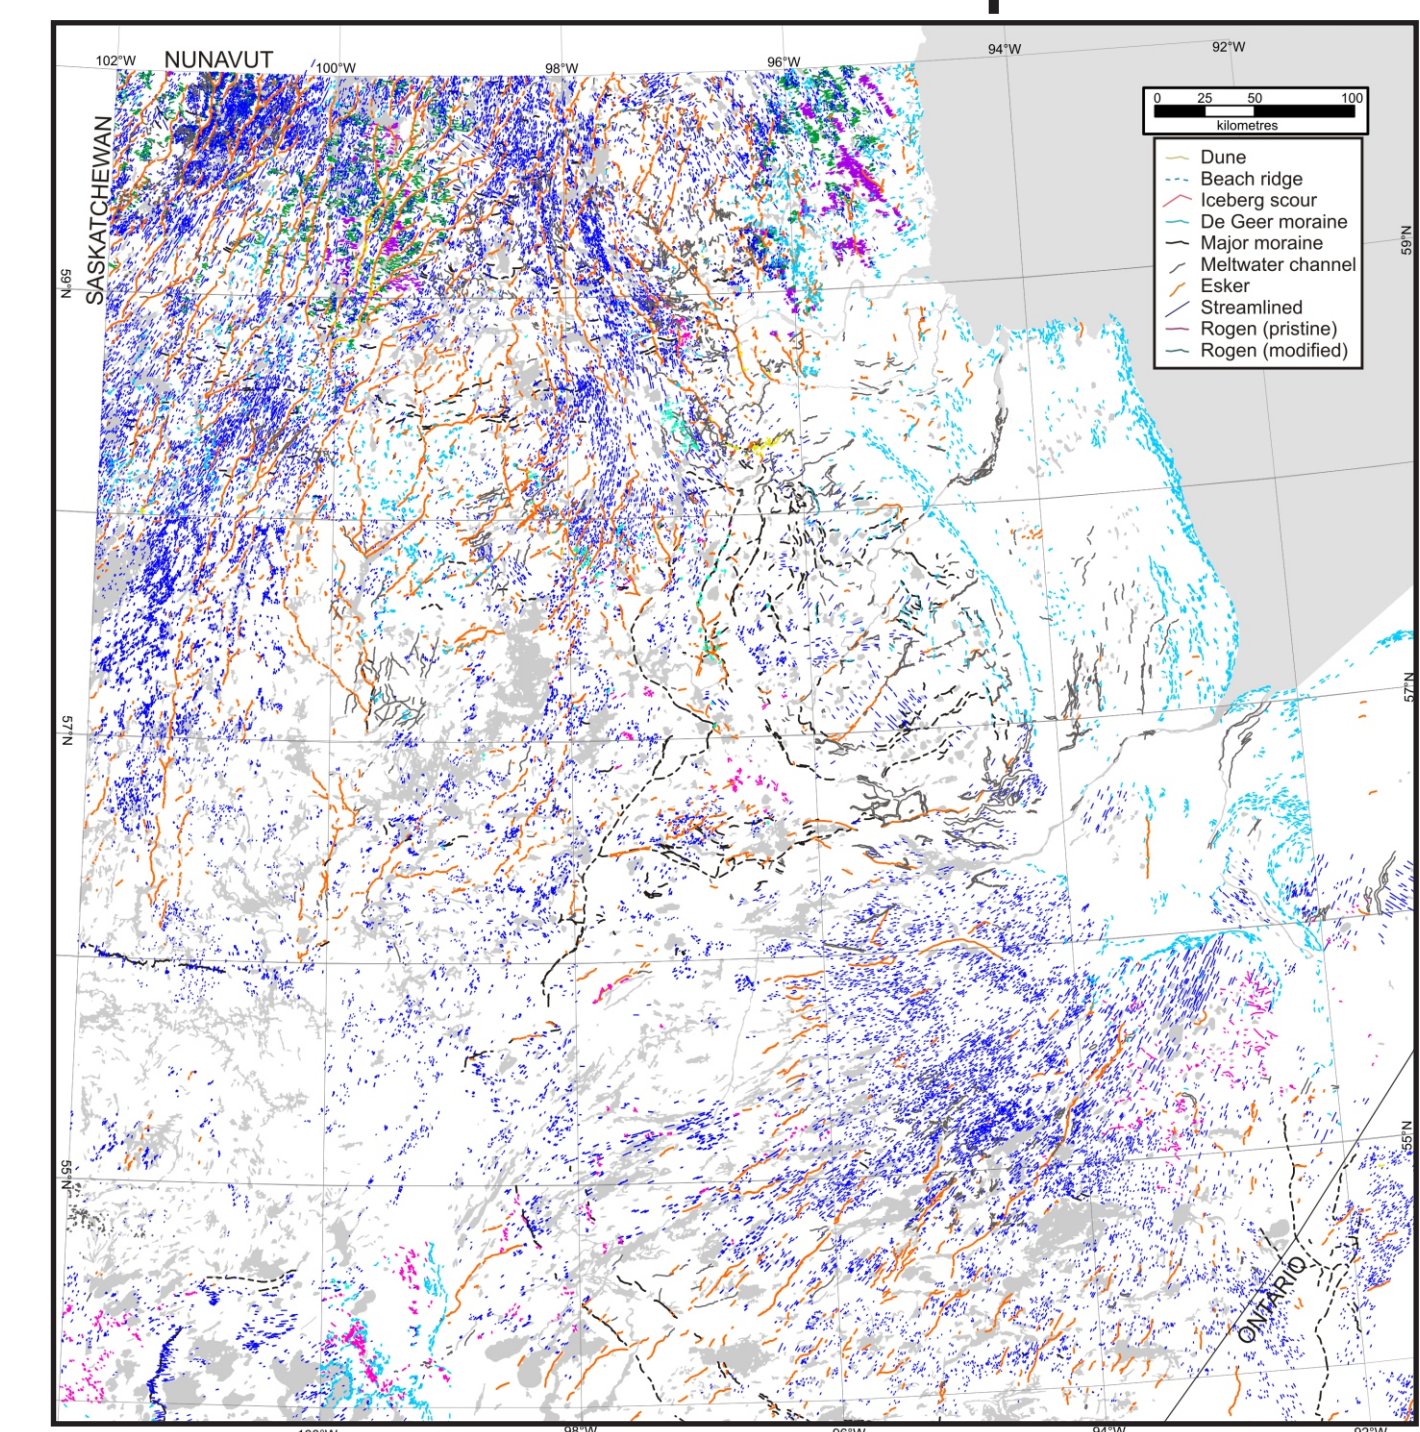 NUNAVUT
102°W
100°W
98°W
96°W
94°W
92°W
0 25 50 100
kilometres
SASKATCHEWAN
Dune
Beach ridge
Iceberg scour
De Geer moraine
Major moraine
Meltwater channel
Esker
Streamlined
Rogen (pristine)
Rogen (modified)
59°N
59°N
57°N
57°N
55°N
55°N
ONTARIO
98°W
96°W
94°W
92°W